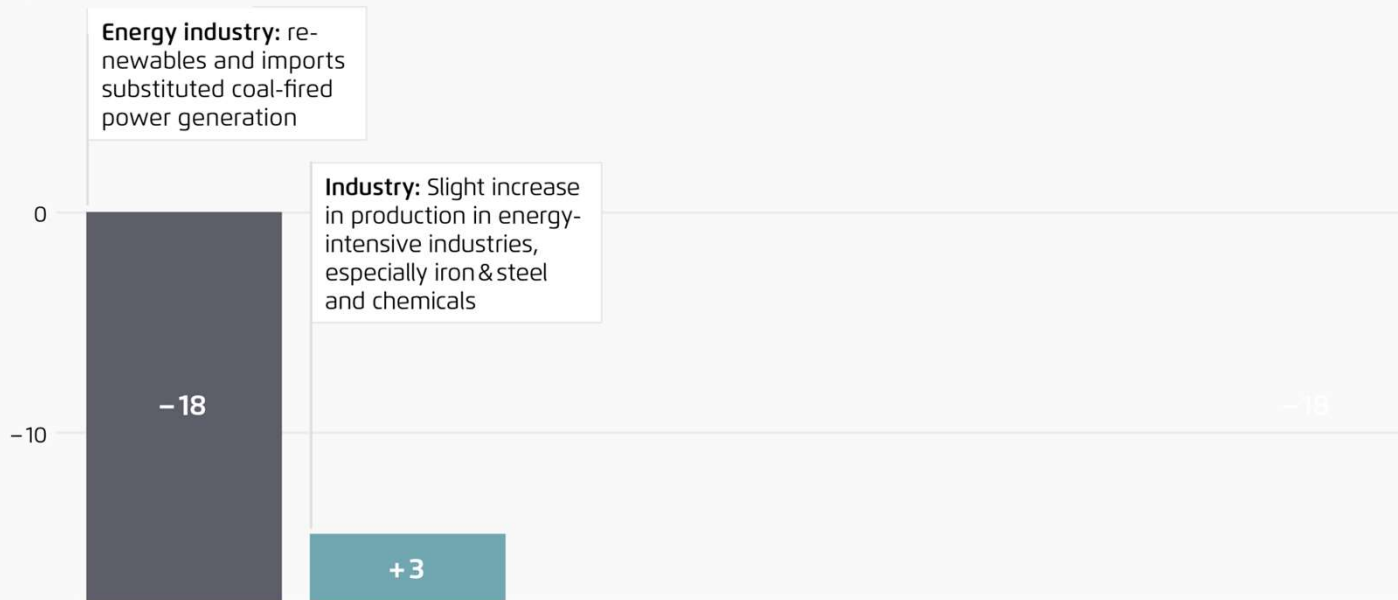 Energy industry: re-
newables and imports
substituted coal-fired
power generation
Industry: Slight increase
in production in energy-
intensive industries,
especially iron & steel
and chemicals
0
–18
–18
–10
+3